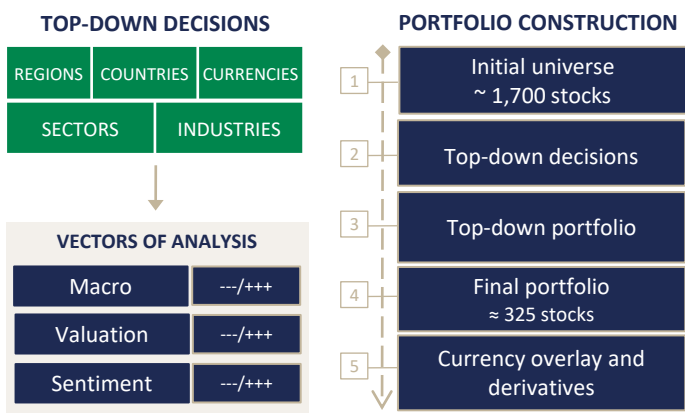 TOP-DOWN DECISIONS
REGIONS
COUNTRIES
CURRENCIES
SECTORS
INDUSTRIES
VECTORS OF ANALYSIS
Macro
---/+++
Valuation
---/+++
Sentiment
---/+++
PORTFOLIO CONSTRUCTION
1
Initial universe
~ 1,700 stocks
2
Top-down decisions
3
Top-down portfolio
4
Final portfolio
≈ 325 stocks
5
Currency overlay and
derivatives